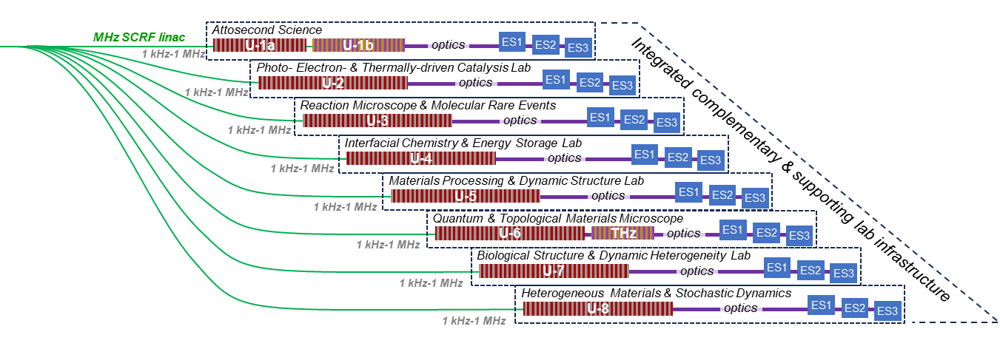 MHz SCRF linac
Attosecond Science
1 kHz-1 MHz
U-1a
U-1b
optics
ES1
ES2
ES3
Photo- Electron- & Thermally-driven Catalysis Lab
1 kHz-1 MHz
U-2
optics
ES1
ES2
ES3
Reaction Microscope & Molecular Rare Events
1 kHz-1 MHz
U-3
optics
ES1
ES2
ES3
Interfacial Chemistry & Energy Storage Lab
1 kHz-1 MHz
U-4
optics
ES1
ES2
ES3
Materials Processing & Dynamic Structure Lab
1 kHz-1 MHz
U-5
optics
ES1
ES2
ES3
Quantum & Topological Materials Microscope
1 kHz-1 MHz
U-6
THz
optics
ES1
ES2
ES3
Biological Structure & Dynamic Heterogeneity Lab
1 kHz-1 MHz
U-7
optics
ES1
ES2
ES3
Heterogeneous Materials & Stochastic Dynamics
1 kHz-1 MHz
U-8
optics
ES1
ES2
ES3
Integrated complementary & supporting lab infrastructure